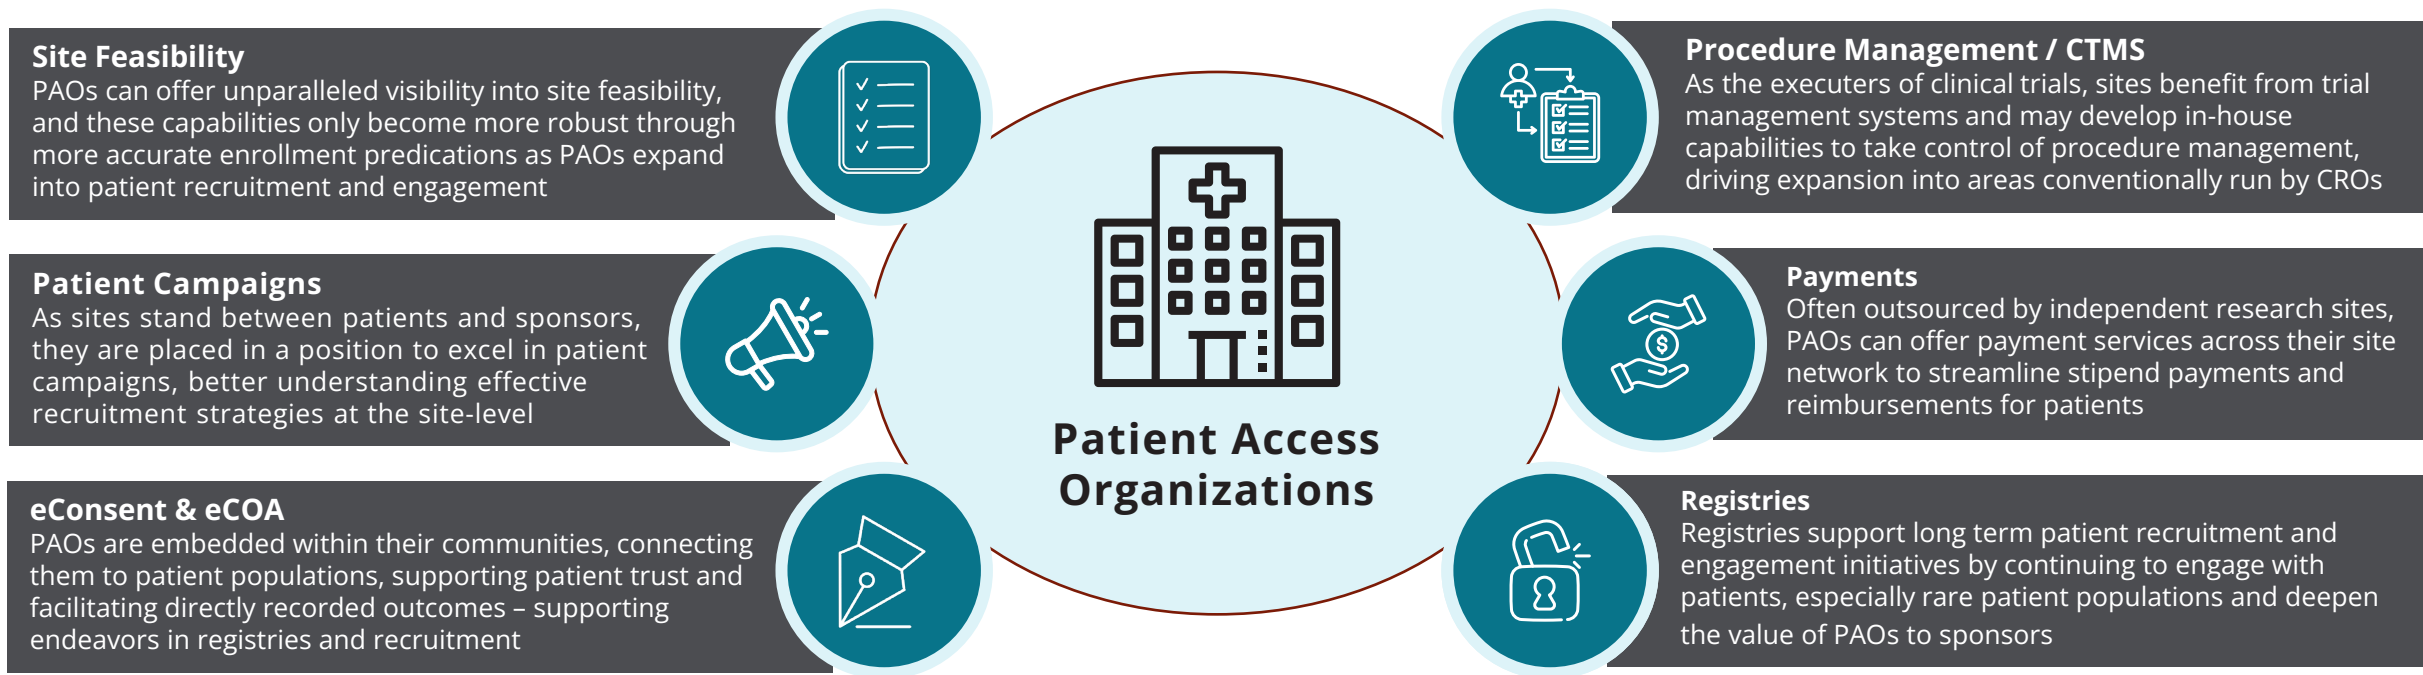 Site Feasibility
PAOs can offer unparalleled visibility into site feasibility,
and these capabilities only become more robust through
more accurate enrollment predications as PAOs expand
into patient recruitment and engagement
Patient Campaigns
As sites stand between patients and sponsors,
they are placed in a position to excel in patient
campaigns, better understanding effective
recruitment strategies at the site-level
eConsent & eCOA
PAOs are embedded within their communities, connecting
them to patient populations, supporting patient trust and
facilitating directly recorded outcomes – supporting
endeavors in registries and recruitment
Patient Access
Organizations
Procedure Management / CTMS
As the executers of clinical trials, sites benefit from trial
management systems and may develop in-house
capabilities to take control of procedure management,
driving expansion into areas conventionally run by CROs
Payments
Often outsourced by independent research sites,
PAOs can offer payment services across their site
network to streamline stipend payments and
reimbursements for patients
$
Registries
Registries support long term patient recruitment and
engagement initiatives by continuing to engage with
patients, especially rare patient populations and deepen
the value of PAOs to sponsors